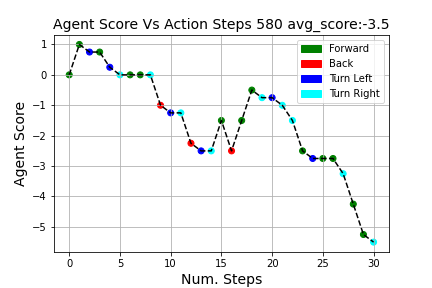 Agent Score Vs Action Steps 580 avg_score:-3.5
Forward
Back
Turn Left
Turn Right
Agent Score
1
0
−1
−2
−3
−4
−5
0 5 10 15 20 25 30
Num. Steps